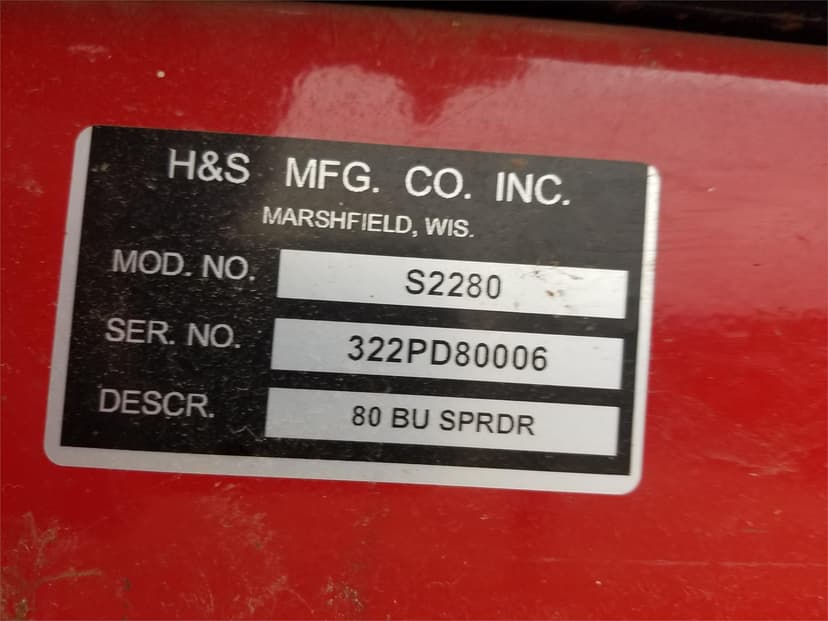 H&S MFG. CO. INC.
MARSHFIELD, WIS.
MOD. NO. S2280
SER. NO. 322PD80006
DESCR. 80 BU SPRDR